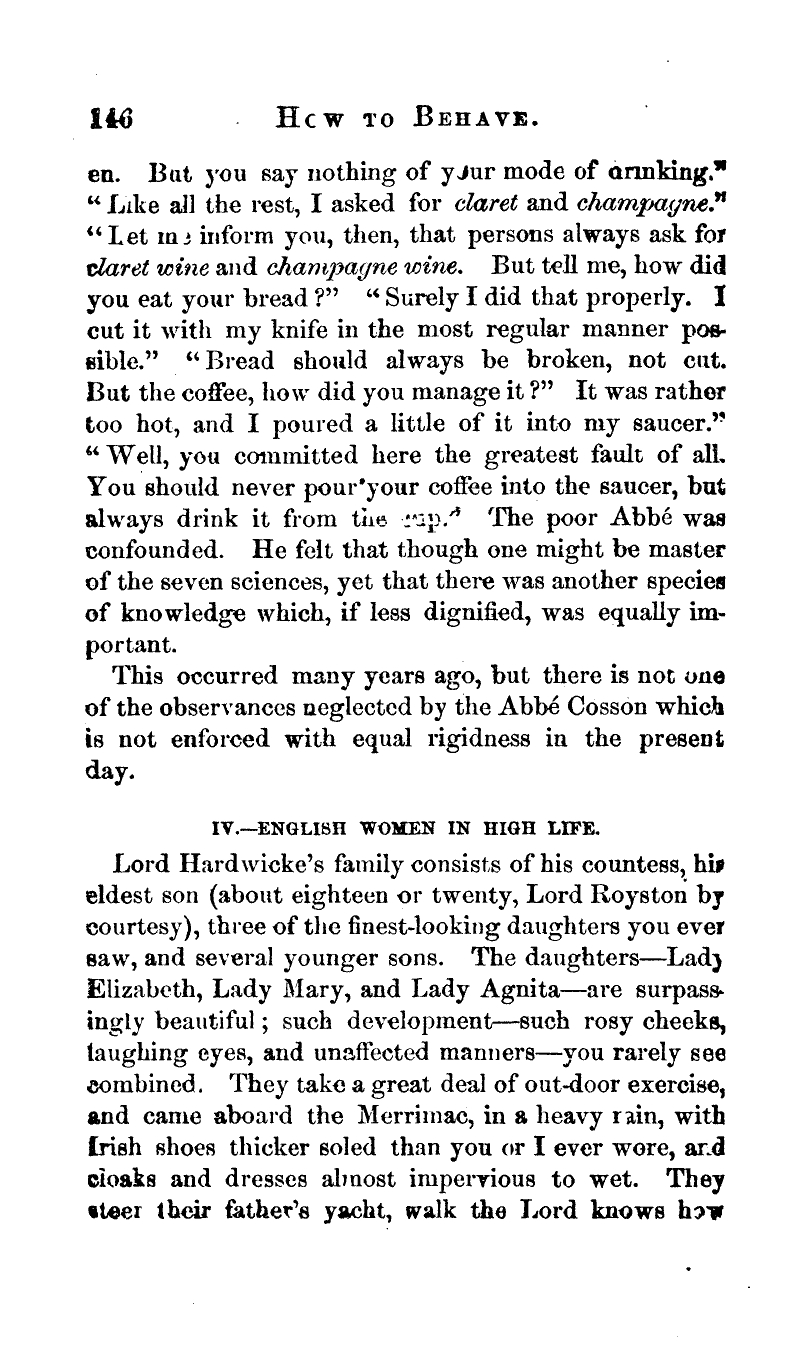 146 How to Behave.
en. But you say nothing of your mode of drinking."
"Like all the rest, I asked for claret and champagne."
"Let me inform you, then, that persons always ask for
claret wine and champagne wine. But tell me, how did
you eat your bread?" "Surely I did that properly. I
cut it with my knife in the most regular manner pos-
sible." "Bread should always be broken, not cut.
But the coffee, how did you manage it?" It was rather
too hot, and I poured a little of it into my saucer."
"Well, you committed here the greatest fault of all.
You should never pour your coffee into the saucer, but
always drink it from the cup." The poor Abbé was
confounded. He felt that though one might be master
of the seven sciences, yet that there was another species
of knowledge which, if less dignified, was equally im-
portant.
This occurred many years ago, but there is not one
of the observances neglected by the Abbé Cosson which
is not enforced with equal rigidness in the present
day.
IV.—ENGLISH WOMEN IN HIGH LIFE.
Lord Hardwicke's family consists of his countess, his
eldest son (about eighteen or twenty, Lord Royston by
courtesy), three of the finest-looking daughters you ever
saw, and several younger sons. The daughters—Lady
Elizabeth, Lady Mary, and Lady Agnita—are surpass-
ingly beautiful; such development—such rosy cheeks,
laughing eyes, and unaffected manners—you rarely see
combined. They take a great deal of out-door exercise,
and came aboard the Merrimac, in a heavy rain, with
Irish shoes thicker soled than you or I ever wore, and
cloaks and dresses almost impervious to wet. They
steer their father's yacht, walk the Lord knows how